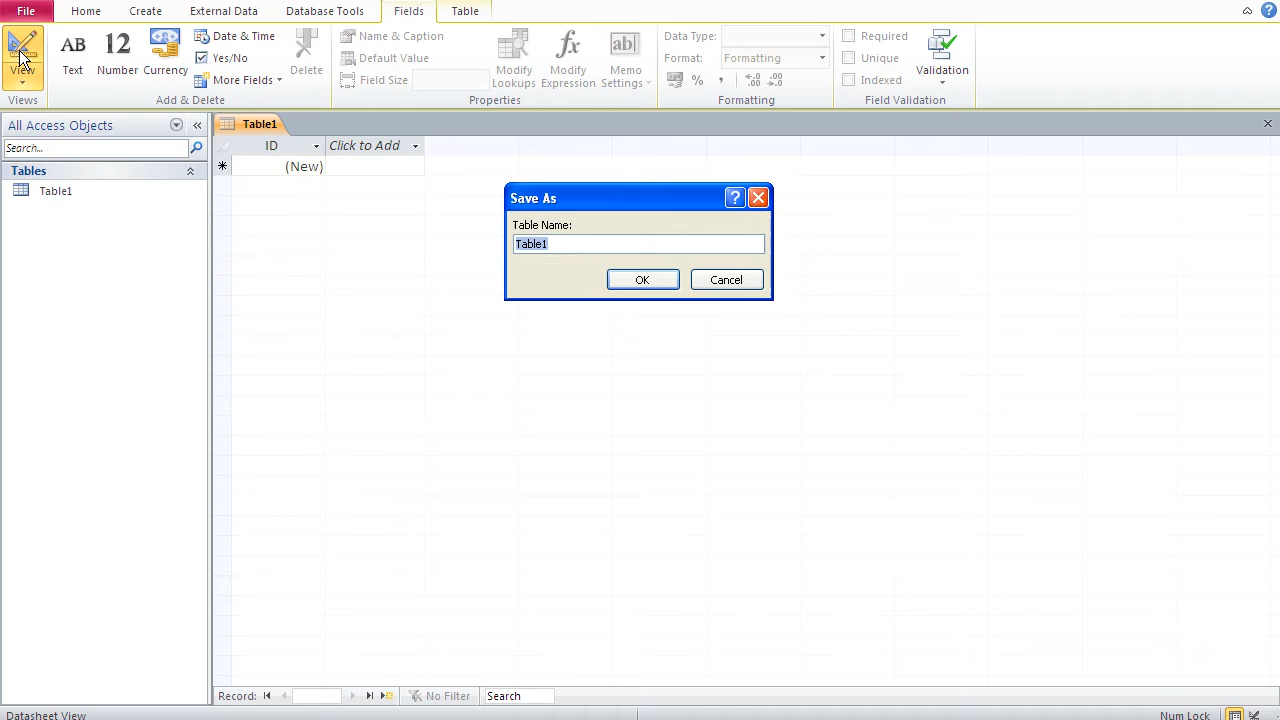 File Home Create External Data Database Tools Fields Table
View
Text
Number
Currency
Date & Time
Yes/No
More Fields
Delete
Views
Add & Delete
Name & Caption
Default Value
Field Size
Modify
Lookups
Modify
Expression
Memo
Settings
Properties
Data Type:
Format: Formatting
Formatting
Required
Unique
Indexed
Validation
Field Validation
All Access Objects
Search...
Tables
Table1
Table1
ID Click to Add
(New)
Save As
Table Name:
Table1
OK Cancel
Record: No Filter Search
Datasheet View Num Lock